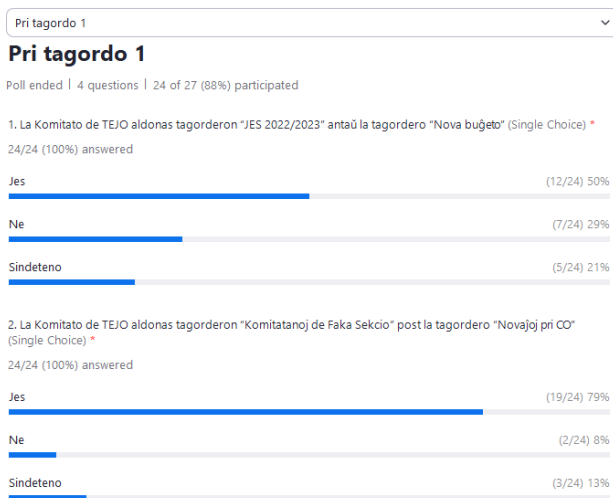 Pri tagordo 1
Pri tagordo 1
Poll ended | 4 questions | 24 of 27 (88%) participated
1. La Komitato de TEJO aldonas tagorderon “JES 2022/2023” antaŭ la tagordero “Nova buĝeto” (Single Choice) *
24/24 (100%) answered
Jes (12/24) 50%
Ne (7/24) 29%
Sindeteno (5/24) 21%
2. La Komitato de TEJO aldonas tagorderon “Komitatanoj de Faka Sekcio” post la tagordero “Novaĵoj pri CO”
(Single Choice) *
24/24 (100%) answered
Jes (19/24) 79%
Ne (2/24) 8%
Sindeteno (3/24) 13%